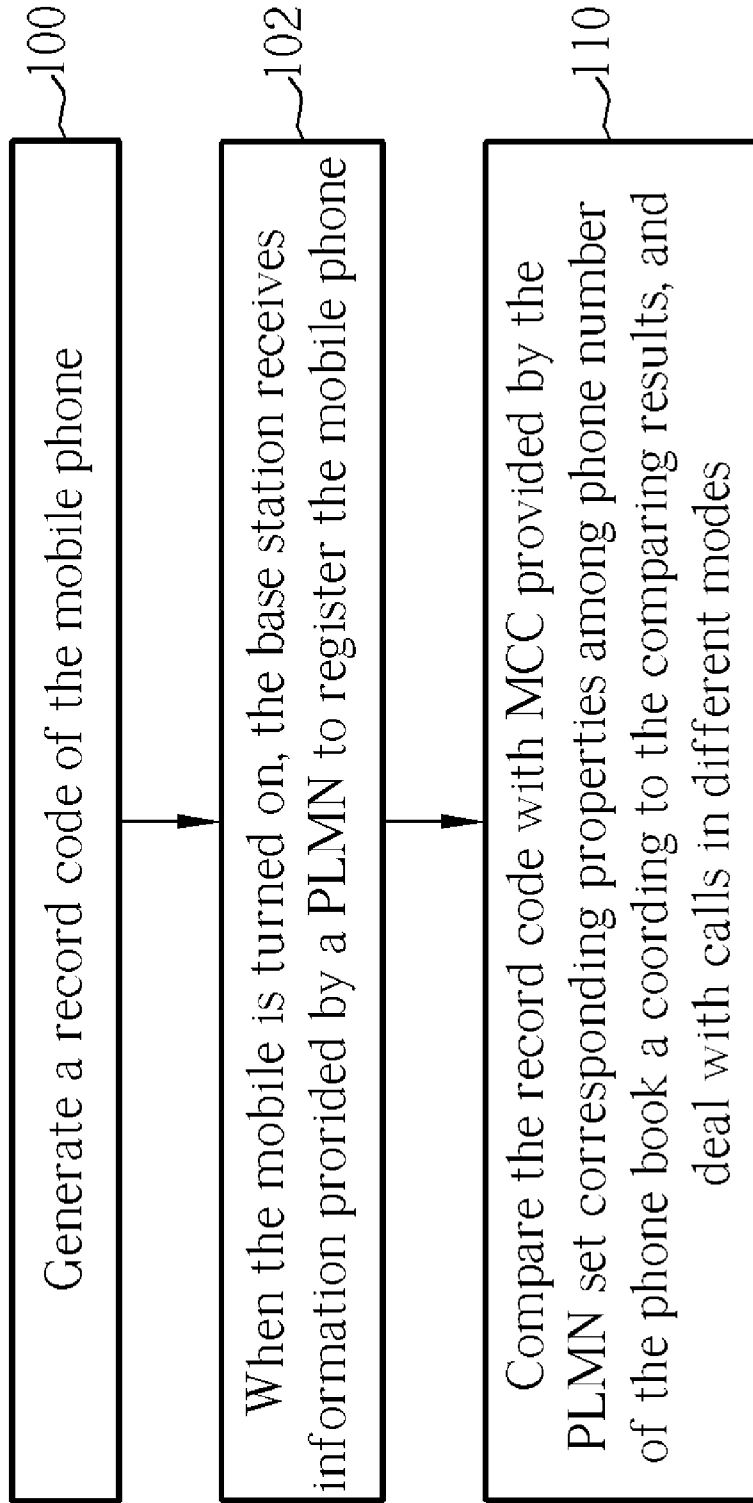 Generate a record code of the mobile phone
100
When the mobile is turned on, the base station receives
information prorided by a PLMN to register the mobile phone
102
Compare the record code with MCC provided by the
PLMN set corresponding properties among phone number
of the phone book a coording to the comparing results, and
deal with calls in different modes
110